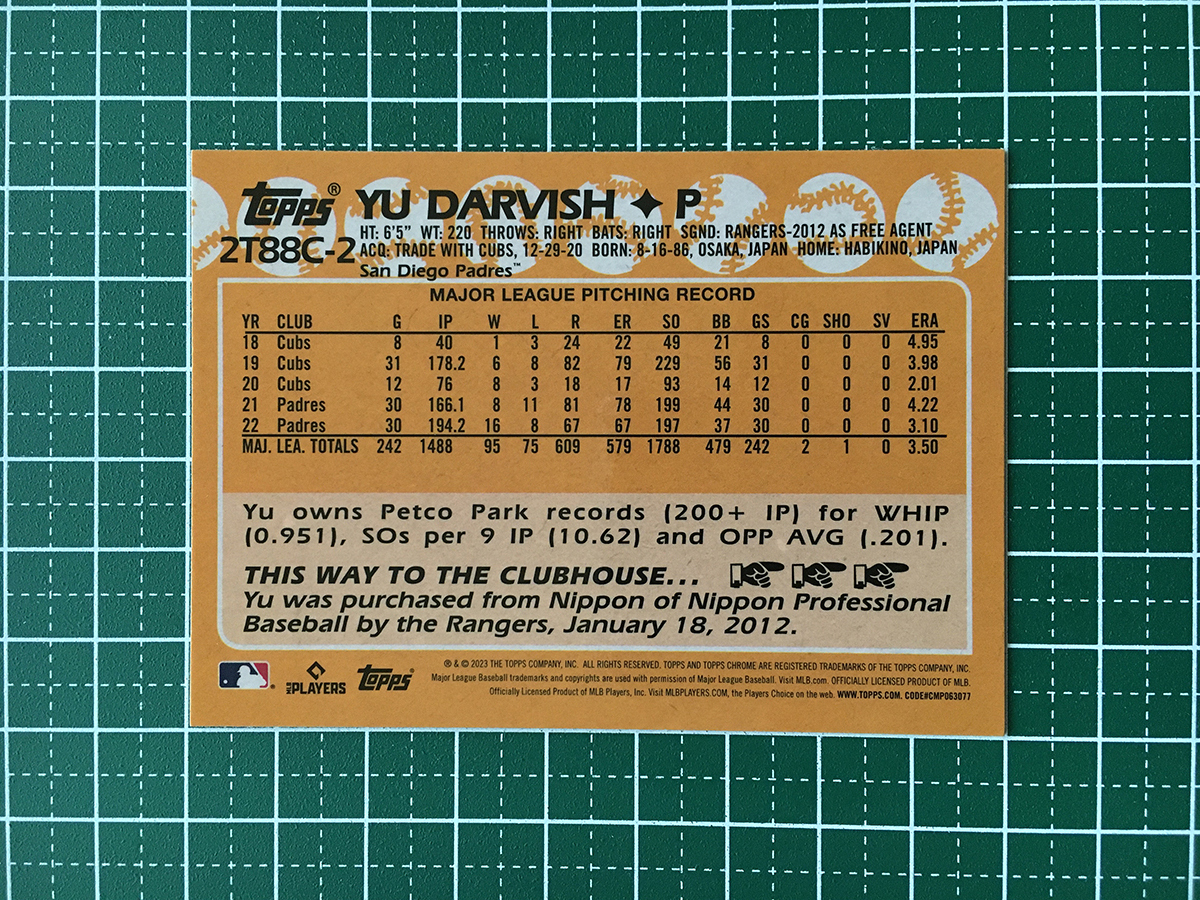 Topps® YU DARVISH ✦ P
2T88C-2
HT: 6'5" WT: 220 THROWS: RIGHT BATS: RIGHT SGND: RANGERS-2012 AS FREE AGENT
ACQ: TRADE WITH CUBS, 12-29-20 BORN: 8-16-86, OSAKA, JAPAN HOME: HABIKINO, JAPAN
San Diego Padres™
MAJOR LEAGUE PITCHING RECORD
YR CLUB G IP W L R ER SO BB GS CG SHO SV ERA
18 Cubs 8 40 1 3 24 22 49 21 8 0 0 0 4.95
19 Cubs 31 178.2 6 8 82 79 229 56 31 0 0 0 3.98
20 Cubs 12 76 8 3 18 17 93 14 12 0 0 0 2.01
21 Padres 30 166.1 8 11 81 78 199 44 30 0 0 0 4.22
22 Padres 30 194.2 16 8 67 67 197 37 30 0 0 0 3.10
MAJ. LEA. TOTALS 242 1488 95 75 609 579 1788 479 242 2 1 0 3.50
Yu owns Petco Park records (200+ IP) for WHIP
(0.951), SOs per 9 IP (10.62) and OPP AVG (.201).
THIS WAY TO THE CLUBHOUSE...
Yu was purchased from Nippon of Nippon Professional
Baseball by the Rangers, January 18, 2012.
MLB PLAYERS Topps
® & © 2023 THE TOPPS COMPANY, INC. ALL RIGHTS RESERVED. TOPPS AND TOPPS CHROME ARE REGISTERED TRADEMARKS OF THE TOPPS COMPANY, INC.
Major League Baseball trademarks and copyrights are used with permission of Major League Baseball. Visit MLB.com. OFFICIALLY LICENSED PRODUCT OF MLB.
Officially Licensed Product of MLB Players, Inc. Visit MLBPLAYERS.COM, the Players Choice on the web. WWW.TOPPS.COM. CODE#CMP063077